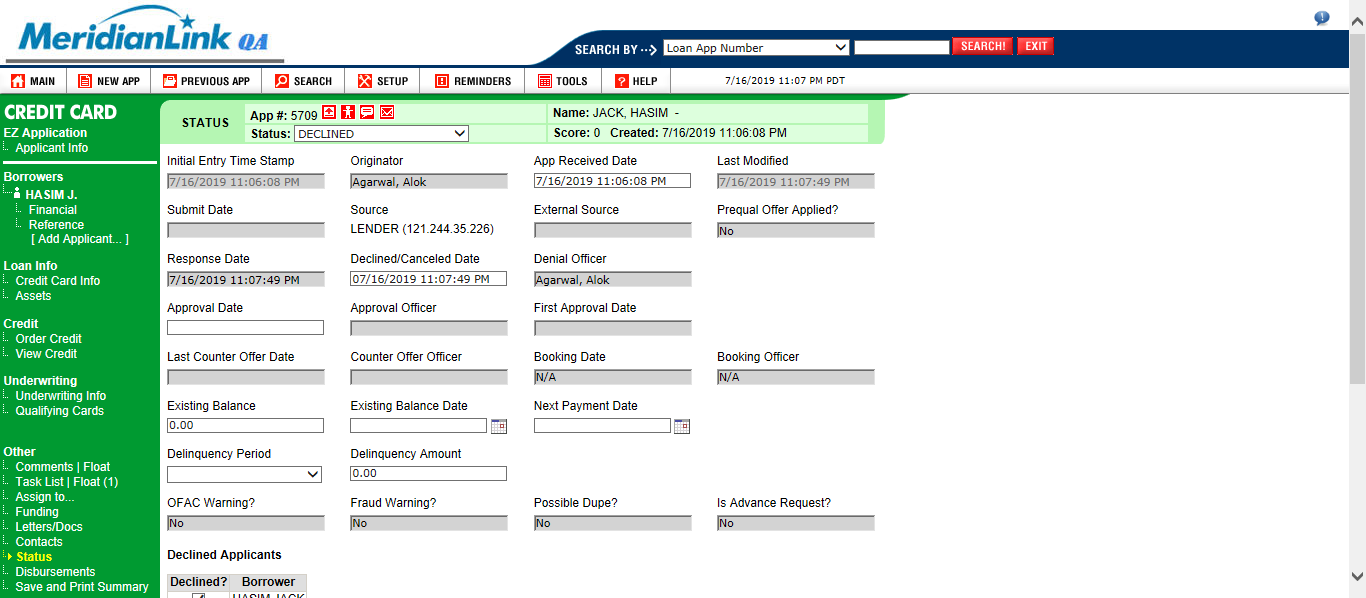 MeridianLink QA
SEARCH BY ··> Loan App Number SEARCH! EXIT
MAIN NEW APP PREVIOUS APP SEARCH SETUP REMINDERS TOOLS HELP 7/16/2019 11:07 PM PDT
CREDIT CARD
EZ Application
Applicant Info
Borrowers
HASIM J.
Financial
Reference
[ Add Applicant... ]
Loan Info
Credit Card Info
Assets
Credit
Order Credit
View Credit
Underwriting
Underwriting Info
Qualifying Cards
Other
Comments | Float
Task List | Float (1)
Assign to...
Funding
Letters/Docs
Contacts
Status
Disbursements
Save and Print Summary
STATUS
App #: 5709 Name: JACK, HASIM -
Status: DECLINED Score: 0 Created: 7/16/2019 11:06:08 PM
Initial Entry Time Stamp Originator App Received Date Last Modified
7/16/2019 11:06:08 PM Agarwal, Alok 7/16/2019 11:06:08 PM 7/16/2019 11:07:49 PM
Submit Date Source External Source Prequal Offer Applied?
LENDER (121.244.35.226) No
Response Date Declined/Canceled Date Denial Officer
7/16/2019 11:07:49 PM 07/16/2019 11:07:49 PM Agarwal, Alok
Approval Date Approval Officer First Approval Date
Last Counter Offer Date Counter Offer Officer Booking Date Booking Officer
N/A N/A
Existing Balance Existing Balance Date Next Payment Date
0.00
Delinquency Period Delinquency Amount
0.00
OFAC Warning? Fraud Warning? Possible Dupe? Is Advance Request?
No No No No
Declined Applicants
Declined? Borrower
HASIM JACK